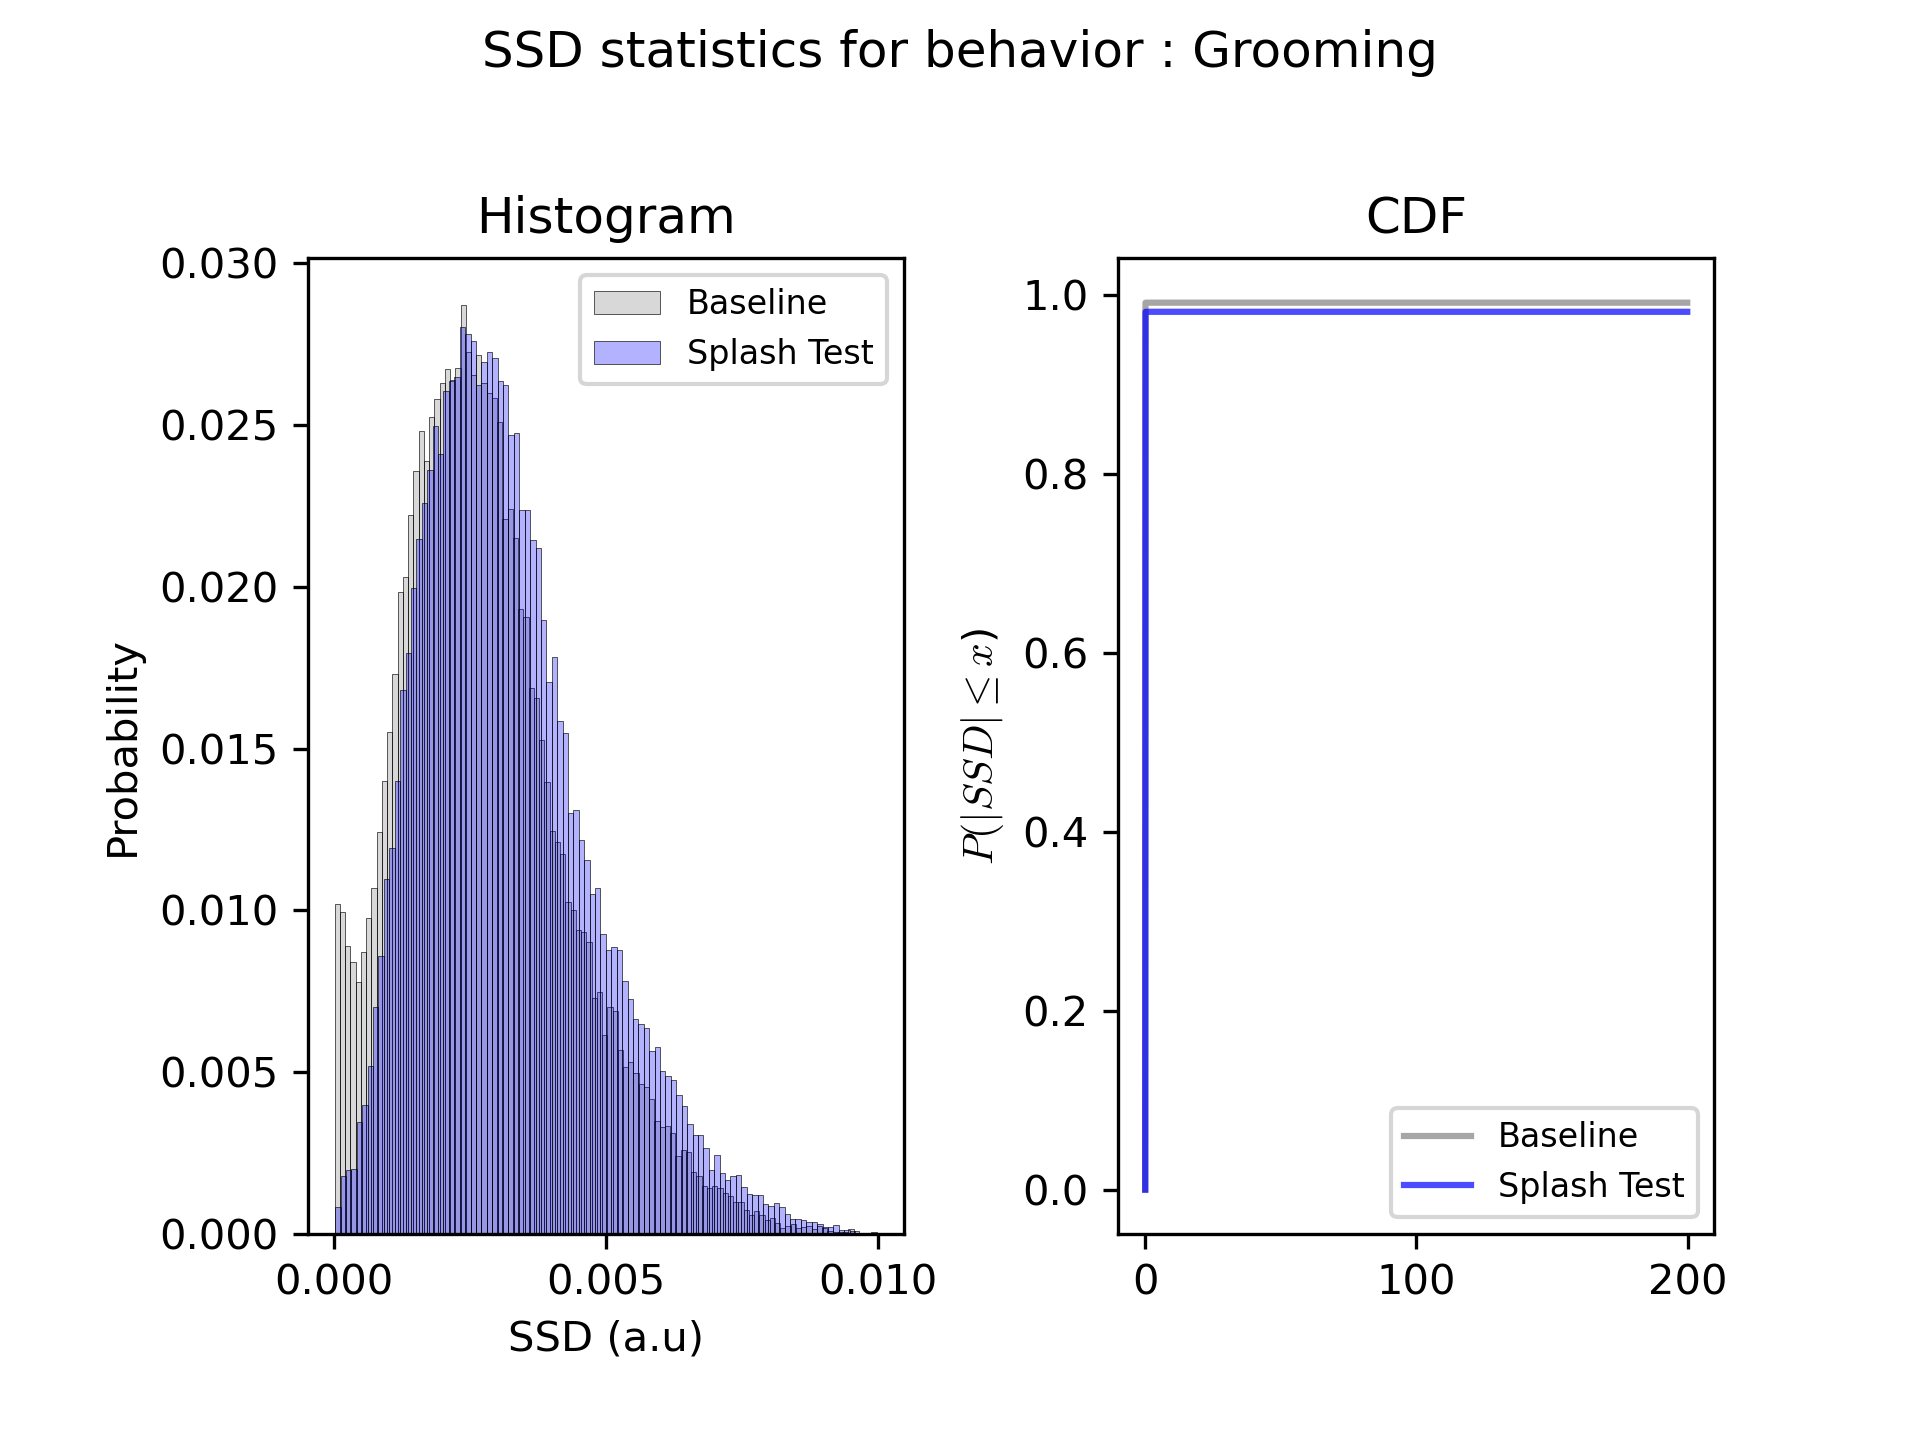 SSD statistics for behavior : Grooming
Histogram
0.030
0.025
0.020
0.015
0.010
0.005
0.000
Probability
0.000 0.005 0.010
SSD (a.u)
Baseline
Splash Test
CDF
1.0
0.8
0.6
0.4
0.2
0.0
P(|SSD| ≤ x)
0 100 200
Baseline
Splash Test